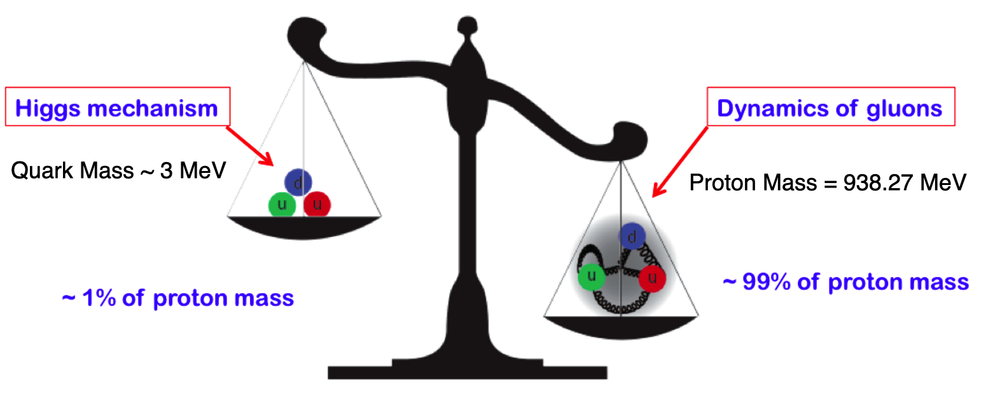 Higgs mechanism
Quark Mass ~ 3 MeV
d
u u
~ 1% of proton mass
Dynamics of gluons
Proton Mass = 938.27 MeV
d
u u
~ 99% of proton mass